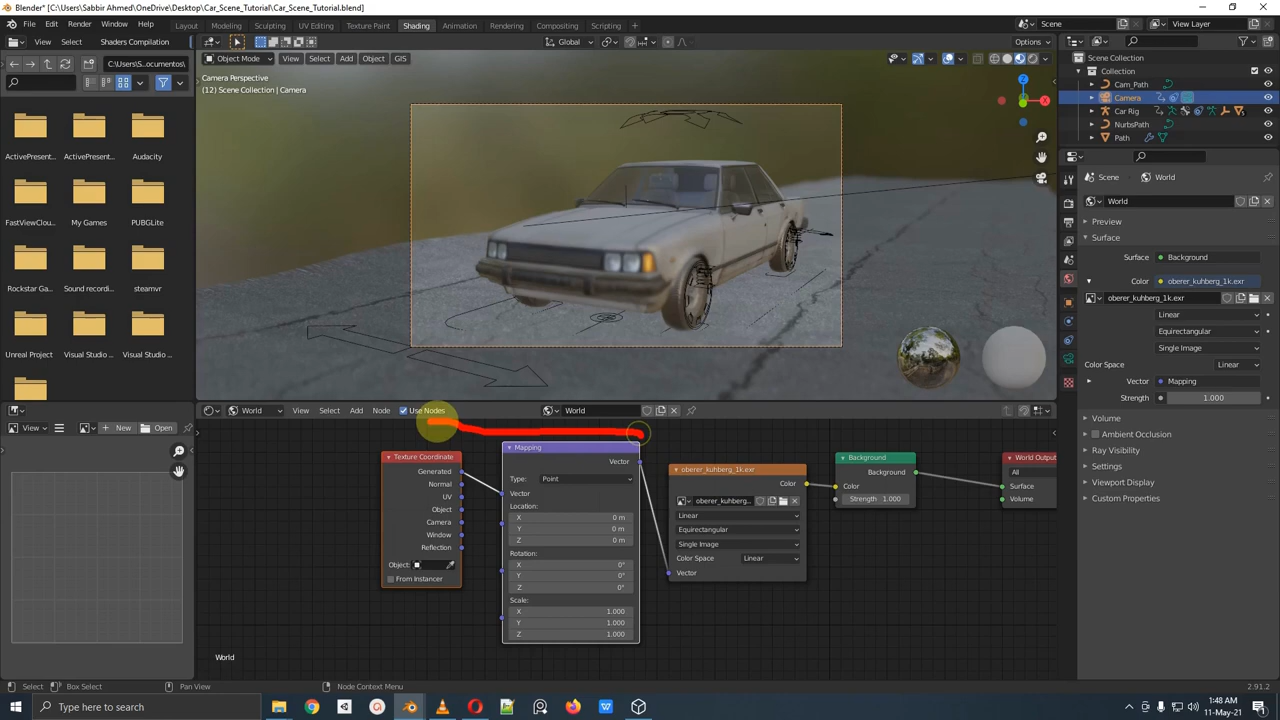 Blender* [C:\Users\Sabbir Ahmed\OneDrive\Desktop\Car_Scene_Tutorial\Car_Scene_Tutorial.blend]
File Edit Render Window Help Layout Modeling Sculpting UV Editing Texture Paint Shading Animation Rendering Compositing Scripting Scene View Layer
View Select Shaders Compilation Global Options
C:\Users\S..ocumentos\ Object Mode View Select Add Object GIS
Camera Perspective
(12) Scene Collection | Camera
ActivePresent...
ActivePresent...
Audacity
FastViewClou...
My Games
PUBGLite
Rockstar Ga...
Sound recordi...
steamvr
Unreal Project
Visual Studio ...
Visual Studio '...
Z
X
Scene Collection
Collection
Cam_Path
Camera
Car Rig
NurbsPath
Path
Scene World
World
Preview
Surface
Surface Background
Color oberer_kuhberg_1k.exr
oberer_kuhberg_1k.exr
Linear
Equirectangular
Single Image
Color Space Linear
Vector Mapping
Strength 1.000
Volume
Ambient Occlusion
Ray Visibility
Settings
Viewport Display
Custom Properties
View New Open
World View Select Add Node Use Nodes World
Texture Coordinate
Generated
Normal
UV
Object
Camera
Window
Reflection
Object:
From Instancer
Mapping
Vector
Type: Point
Vector
Location:
X 0 m
Y 0 m
Z 0 m
Rotation:
X 0°
Y 0°
Z 0°
Scale:
X 1.000
Y 1.000
Z 1.000
oberer_kuhberg_1k.exr
Color
oberer_kuhberg...
Linear
Equirectangular
Single Image
Color Space Linear
Vector
Background
Background
Color
Strength 1.000
World Output
All
Surface
Volume
World
Select Box Select Pan View Node Context Menu 2.91.2
Type here to search
1:48 AM
11-May-21